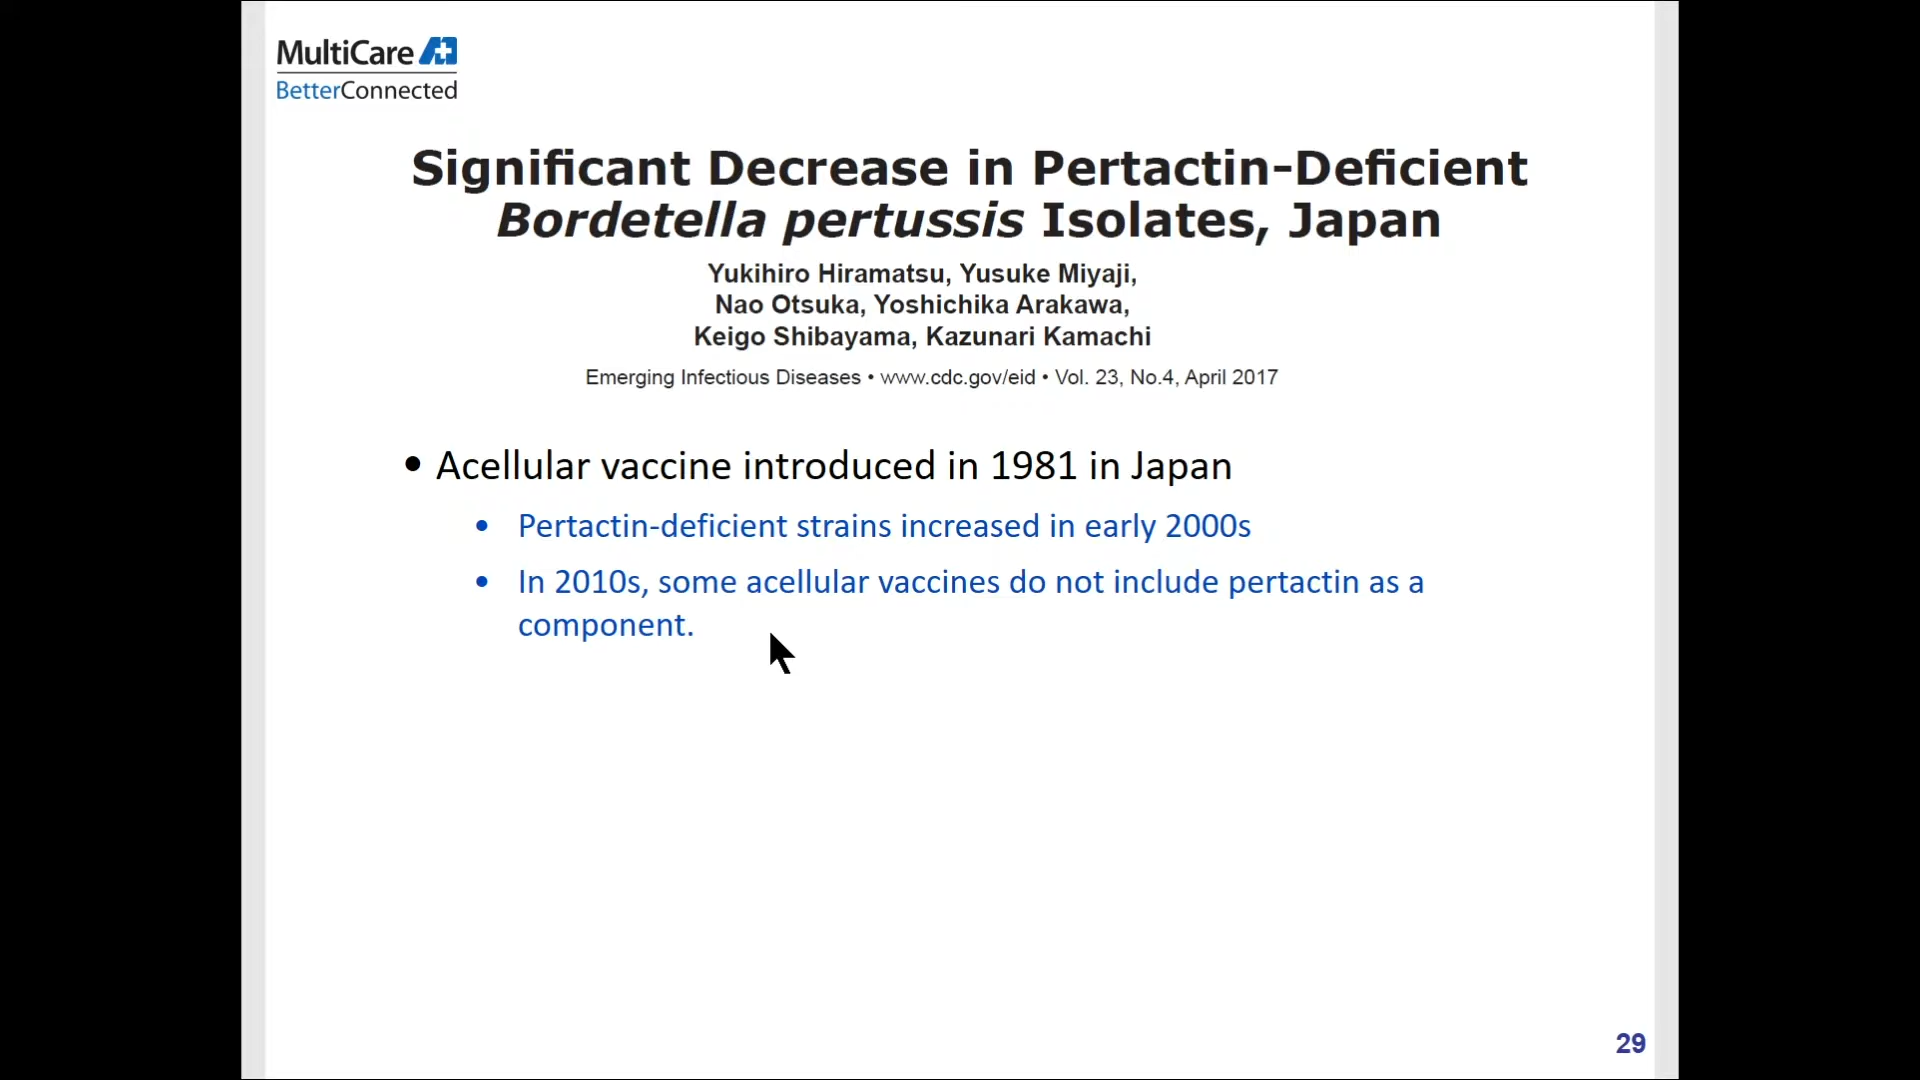 MultiCare
BetterConnected
Significant Decrease in Pertactin-Deficient
Bordetella pertussis Isolates, Japan
Yukihiro Hiramatsu, Yusuke Miyaji,
Nao Otsuka, Yoshichika Arakawa,
Keigo Shibayama, Kazunari Kamachi
Emerging Infectious Diseases • www.cdc.gov/eid • Vol. 23, No.4, April 2017
• Acellular vaccine introduced in 1981 in Japan
• Pertactin-deficient strains increased in early 2000s
• In 2010s, some acellular vaccines do not include pertactin as a
component.
29